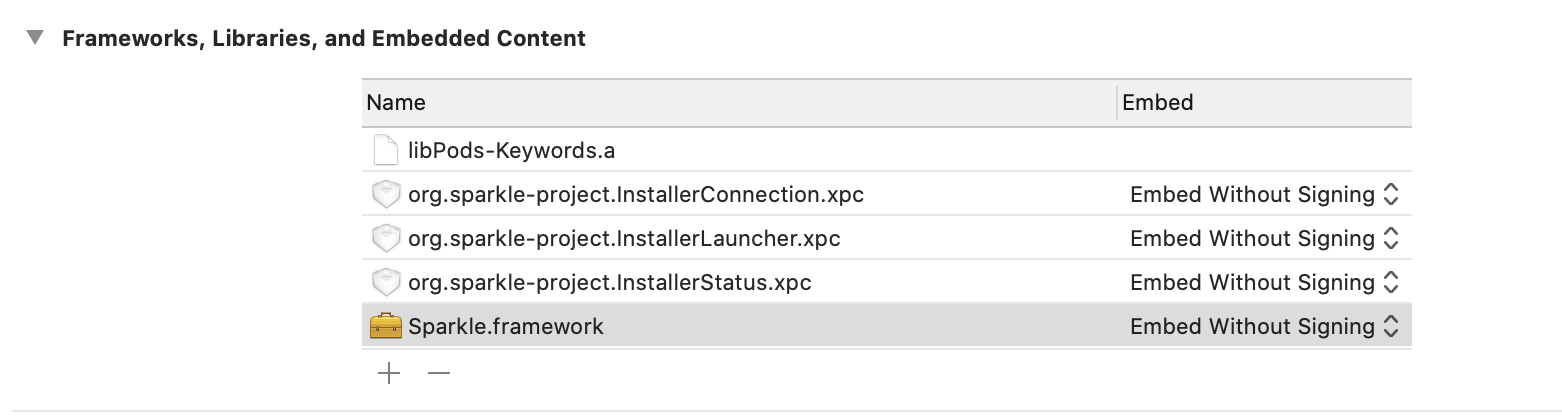 Frameworks, Libraries, and Embedded Content
Name Embed
libPods-Keywords.a
org.sparkle-project.InstallerConnection.xpc Embed Without Signing
org.sparkle-project.InstallerLauncher.xpc Embed Without Signing
org.sparkle-project.InstallerStatus.xpc Embed Without Signing
Sparkle.framework Embed Without Signing